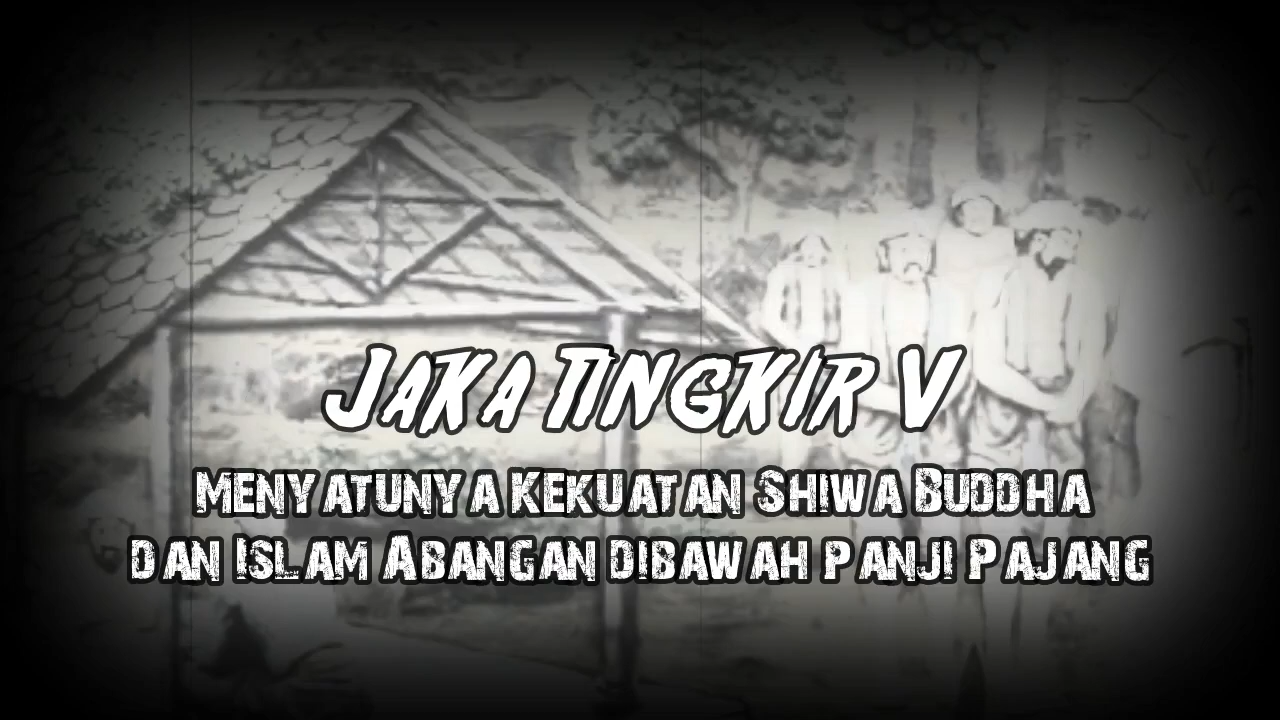 Jaka Tingkir V
Menyatunya Kekuatan Shiwa Buddha
dan Islam Abangan dibawah panji Pajang